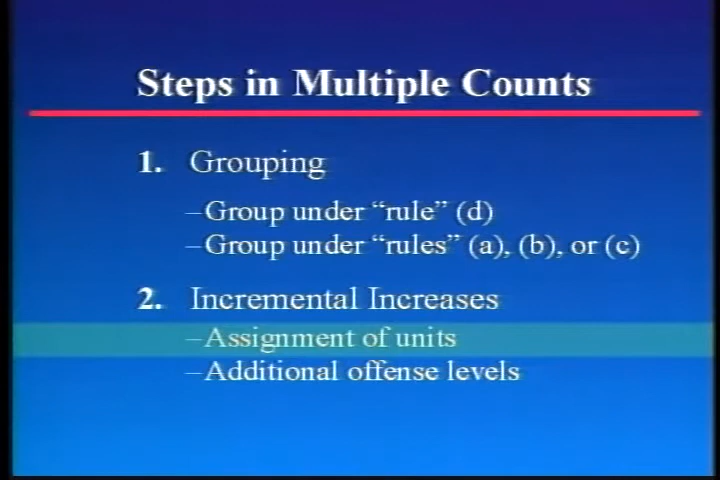 Steps in Multiple Counts
1. Grouping
–Group under “rule” (d)
–Group under “rules” (a), (b), or (c)
2. Incremental Increases
–Assignment of units
–Additional offense levels